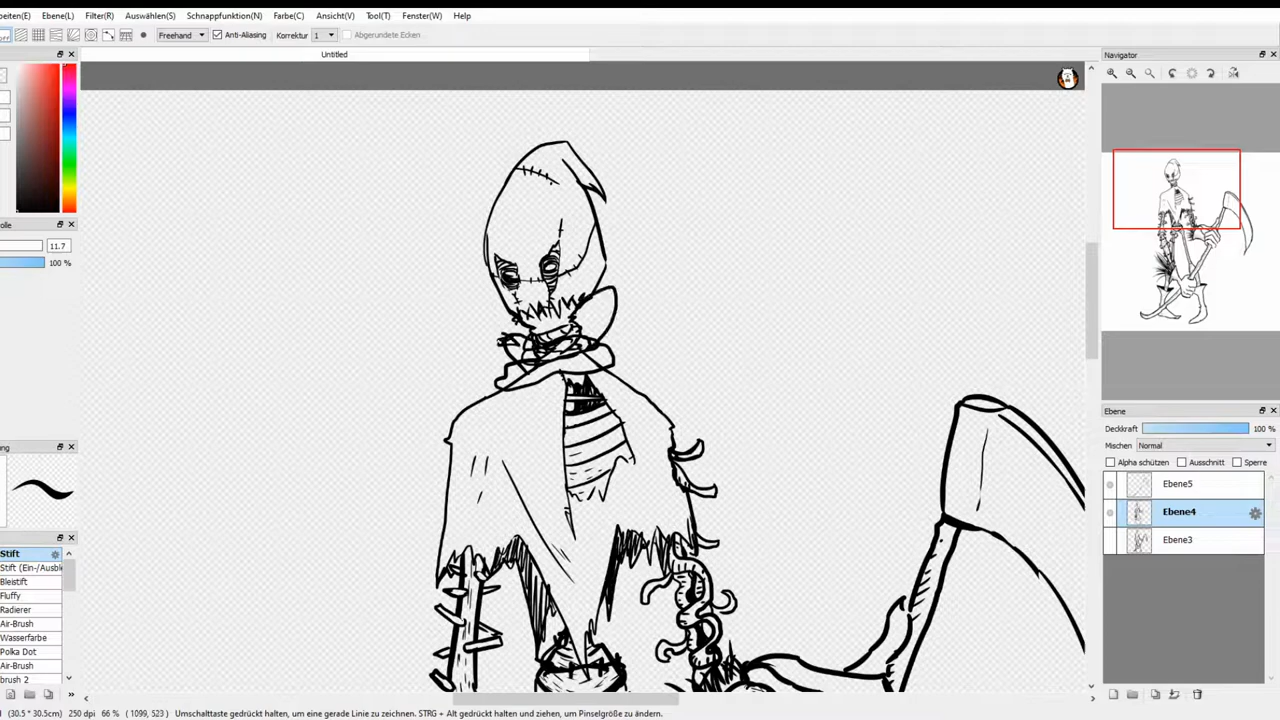 eiten(E) Ebene(L) Filter(R) Auswählen(S) Schnappfunktion(N) Farbe(C) Ansicht(V) Tool(T) Fenster(W) Help
Freehand Anti-Aliasing Korrektur 1 Abgerundete Ecken
Untitled
Navigator
olle
11.7
100 %
Ebene
Deckkraft 100 %
Mischen Normal
Alpha schützen Ausschnitt Sperre
Ebene5
Ebene4
Ebene3
ng
Stift
Stift (Ein-/Ausbl
Bleistift
Fluffy
Radierer
Air-Brush
Wasserfarbe
Polka Dot
Air-Brush
brush 2
(30.5 * 30.5cm) 250 dpi 66 % ( 1099, 523 ) Umschalttaste gedrückt halten, um eine gerade Linie zu zeichnen. STRG + Alt gedrückt halten und ziehen, um Pinselgröße zu ändern.